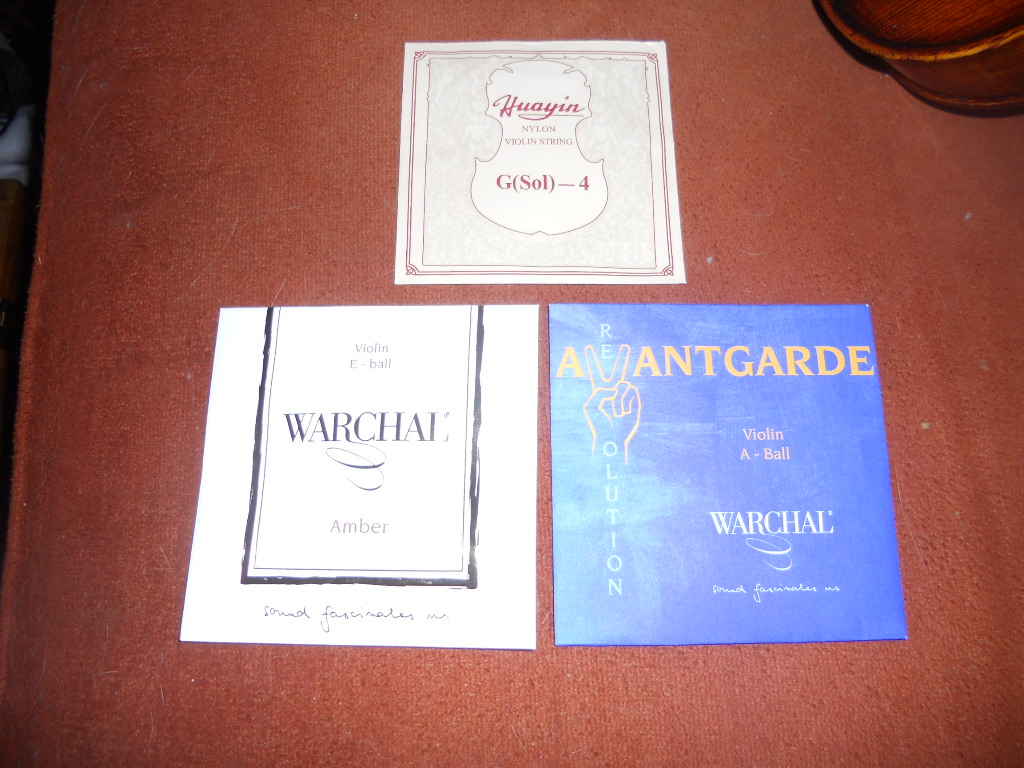 Huayin
NYLON
VIOLIN STRING
G(Sol)—4
Violin
E - ball
WARCHAL®
Amber
sound fascinates us
REVOLUTION
AVANTGARDE
Violin
A - Ball
WARCHAL®
sound fascinates us